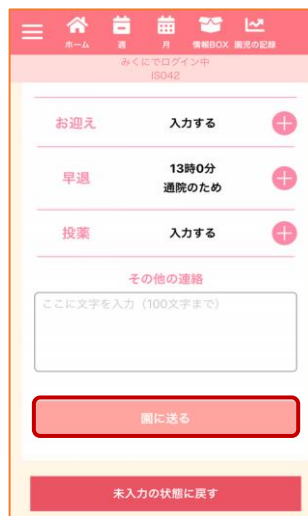 ホーム 週 月 情報BOX 園児の記録
みくにでログイン中
IS042
お迎え 入力する
早退 13時0分
通院のため
投薬 入力する
その他の連絡
ここに文字を入力（100文字まで）
園に送る
未入力の状態に戻す